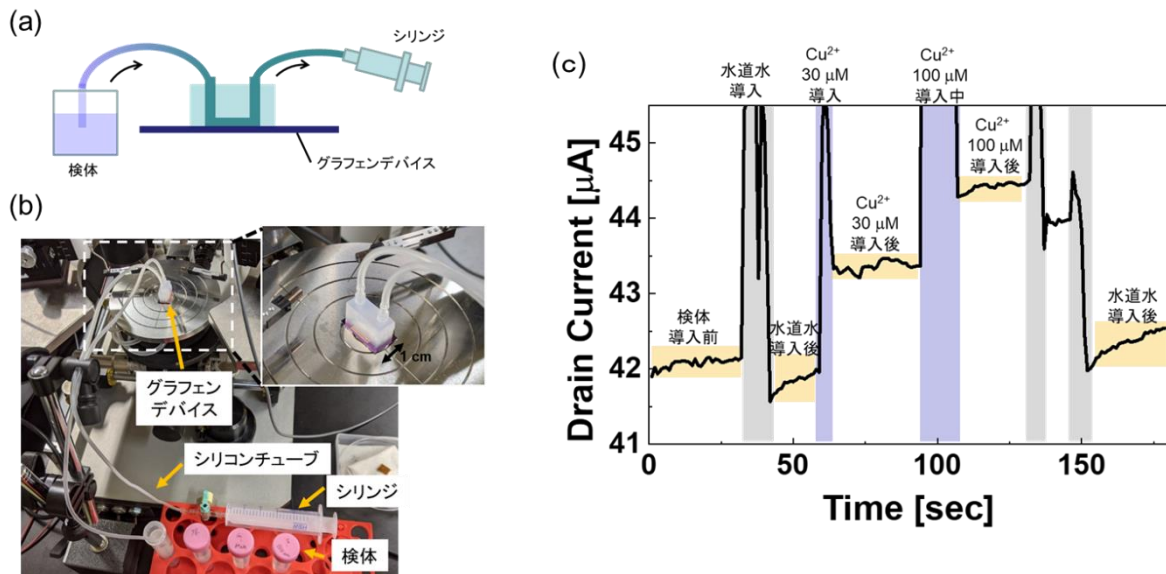 (a)
シリンジ
検体
グラフェンデバイス
(b)
1 cm
グラフェン
デバイス
シリコンチューブ
シリンジ
検体
(c)
水道水
導入
Cu²⁺
30 μM
導入
Cu²⁺
100 μM
導入中
Cu²⁺
100 μM
導入後
Cu²⁺
30 μM
導入後
検体
導入前
水道水
導入後
水道水
導入後
Drain Current [μA]
45
44
43
42
41
0
50
100
150
Time [sec]